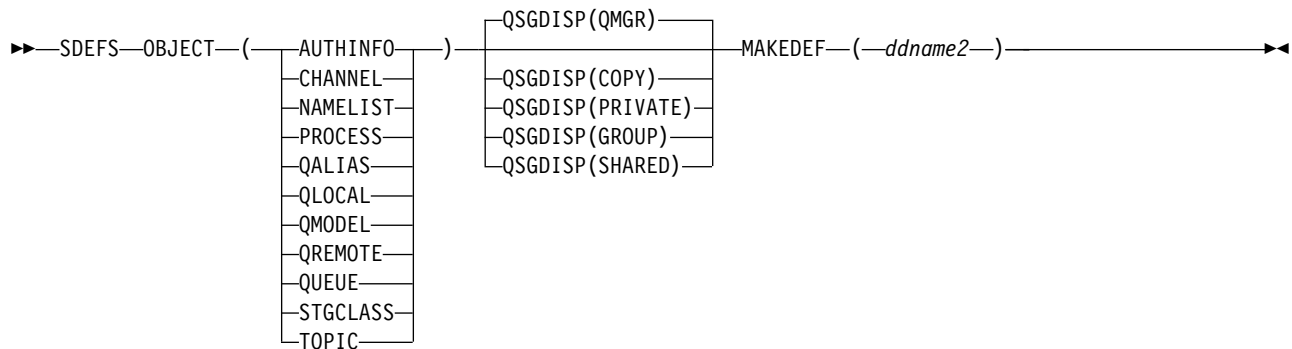 QSGDISP(QMGR)
SDEFS OBJECT ( AUTHINFO ) MAKEDEF ( ddname2 )
CHANNEL QSGDISP(COPY)
NAMELIST QSGDISP(PRIVATE)
PROCESS QSGDISP(GROUP)
QALIAS QSGDISP(SHARED)
QLOCAL
QMODEL
QREMOTE
QUEUE
STGCLASS
TOPIC